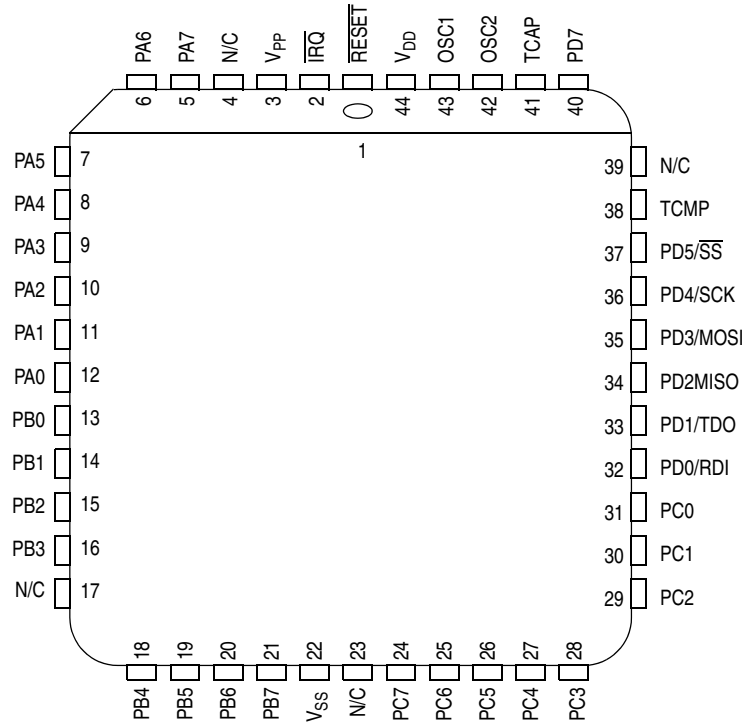 PA6 PA7 N/C VPP IRQ RESET VDD OSC1 OSC2 TCAP PD7
6 5 4 3 2 44 43 42 41 40
1
PA5 7 39 N/C
PA4 8 38 TCMP
PA3 9 37 PD5/SS
PA2 10 36 PD4/SCK
PA1 11 35 PD3/MOSI
PA0 12 34 PD2MISO
PB0 13 33 PD1/TDO
PB1 14 32 PD0/RDI
PB2 15 31 PC0
PB3 16 30 PC1
N/C 17 29 PC2
18 19 20 21 22 23 24 25 26 27 28
PB4 PB5 PB6 PB7 VSS N/C PC7 PC6 PC5 PC4 PC3